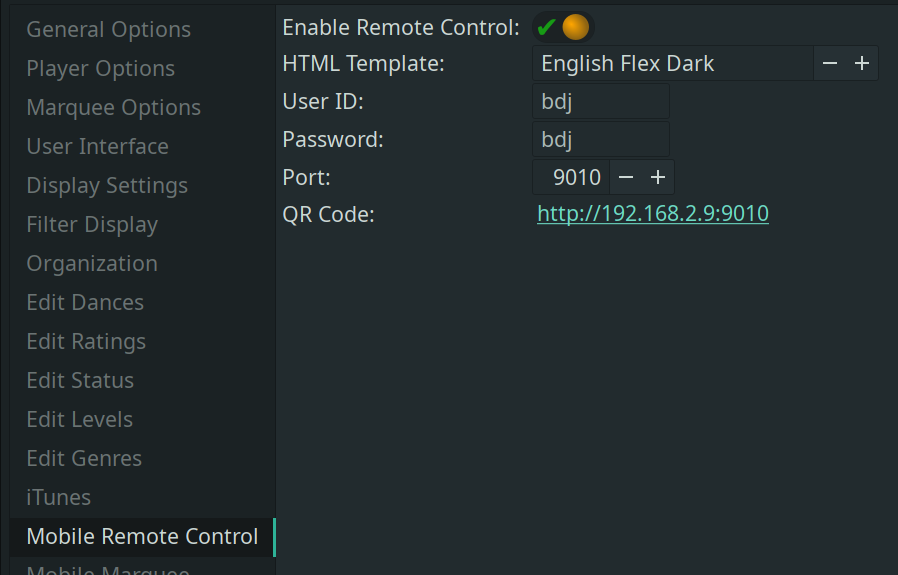 General Options
Player Options
Marquee Options
User Interface
Display Settings
Filter Display
Organization
Edit Dances
Edit Ratings
Edit Status
Edit Levels
Edit Genres
iTunes
Mobile Remote Control
Mobile Marquee
Enable Remote Control:
HTML Template: English Flex Dark
User ID: bdj
Password: bdj
Port: 9010
QR Code: http://192.168.2.9:9010